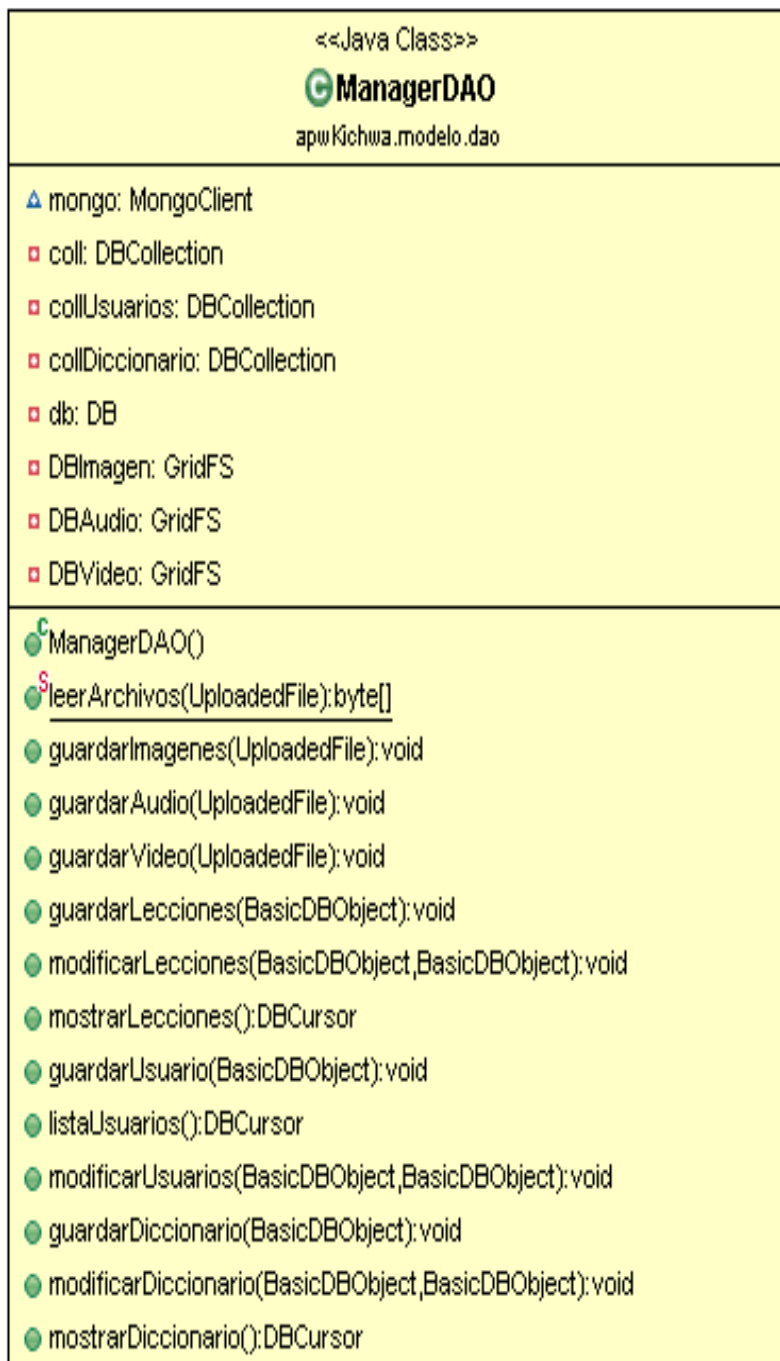 <<Java Class>>
C ManagerDAO
apwKichwa.modelo.dao
mongo: MongoClient
coll: DBCollection
collUsuarios: DBCollection
collDiccionario: DBCollection
db: DB
DBImagen: GridFS
DBAudio: GridFS
DBVideo: GridFS
C ManagerDAO()
S leerArchivos(UploadedFile):byte[]
guardarImagenes(UploadedFile):void
guardarAudio(UploadedFile):void
guardarVideo(UploadedFile):void
guardarLecciones(BasicDBObject):void
modificarLecciones(BasicDBObject,BasicDBObject):void
mostrarLecciones():DBCursor
guardarUsuario(BasicDBObject):void
listaUsuarios():DBCursor
modificarUsuarios(BasicDBObject,BasicDBObject):void
guardarDiccionario(BasicDBObject):void
modificarDiccionario(BasicDBObject,BasicDBObject):void
mostrarDiccionario():DBCursor